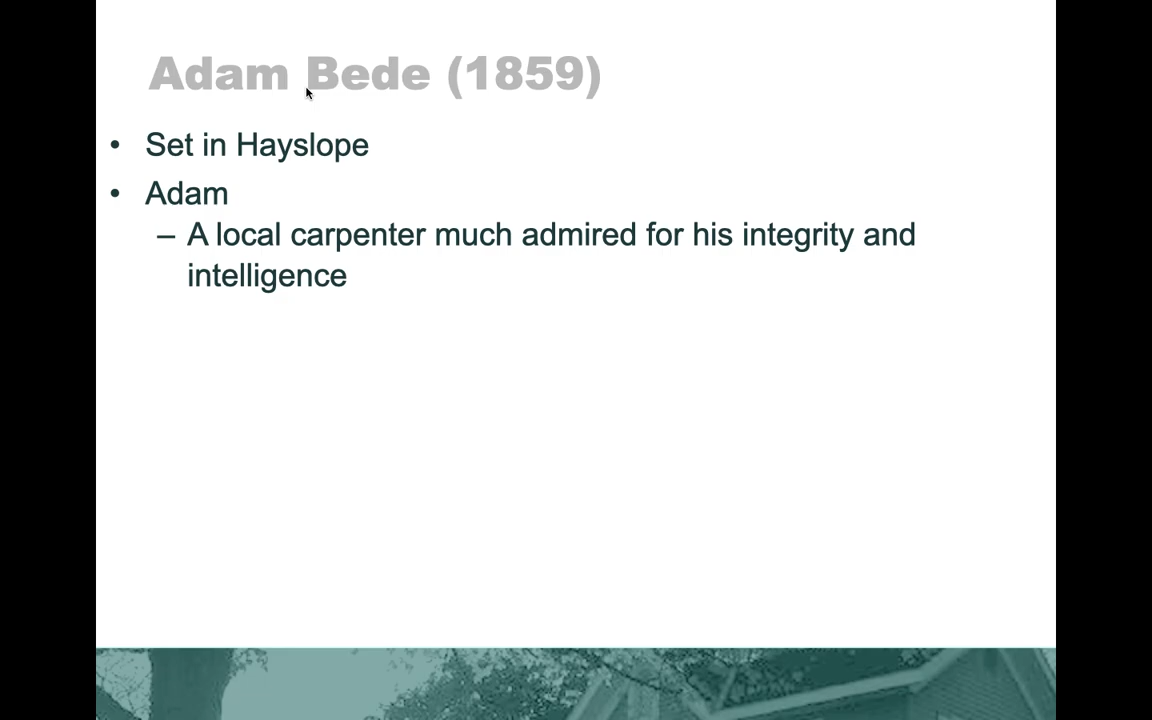 Adam Bede (1859)
• Set in Hayslope
• Adam
– A local carpenter much admired for his integrity and
intelligence